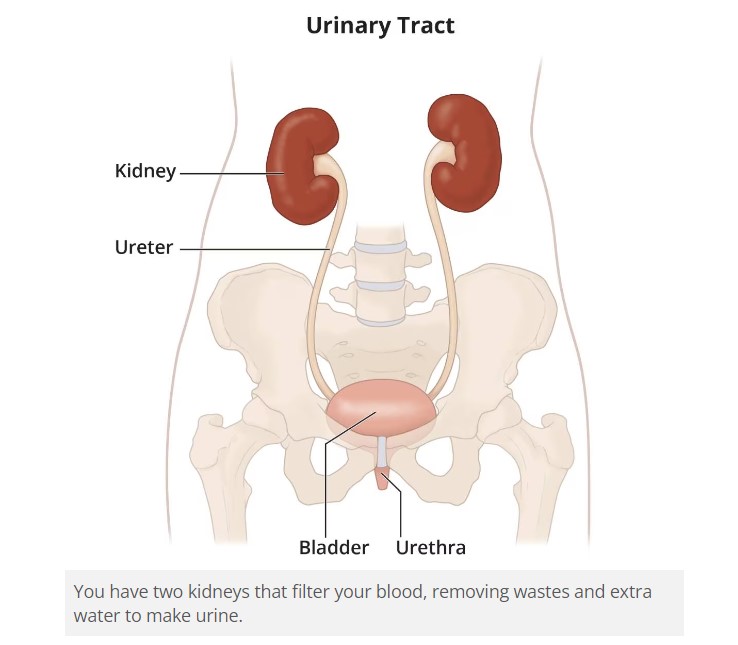 Urinary Tract
Kidney
Ureter
Bladder
Urethra
You have two kidneys that filter your blood, removing wastes and extra
water to make urine.